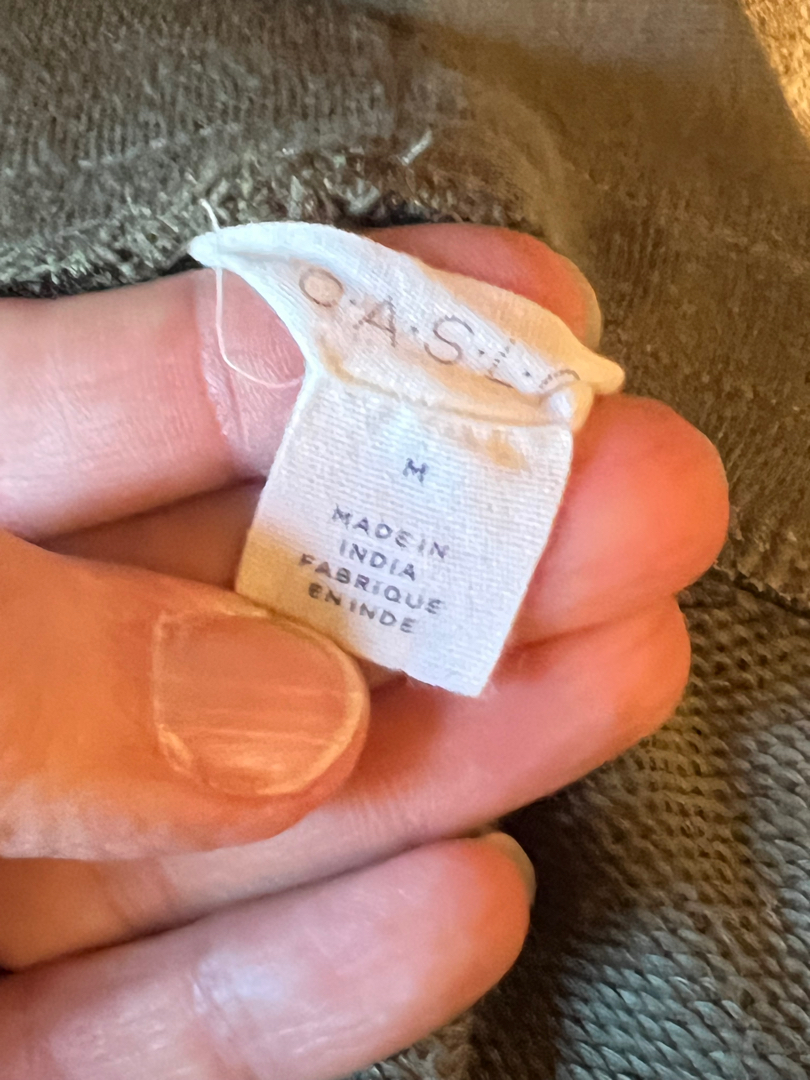 O·A·S·L·
M
MADE IN
INDIA
FABRIQUE
EN INDE